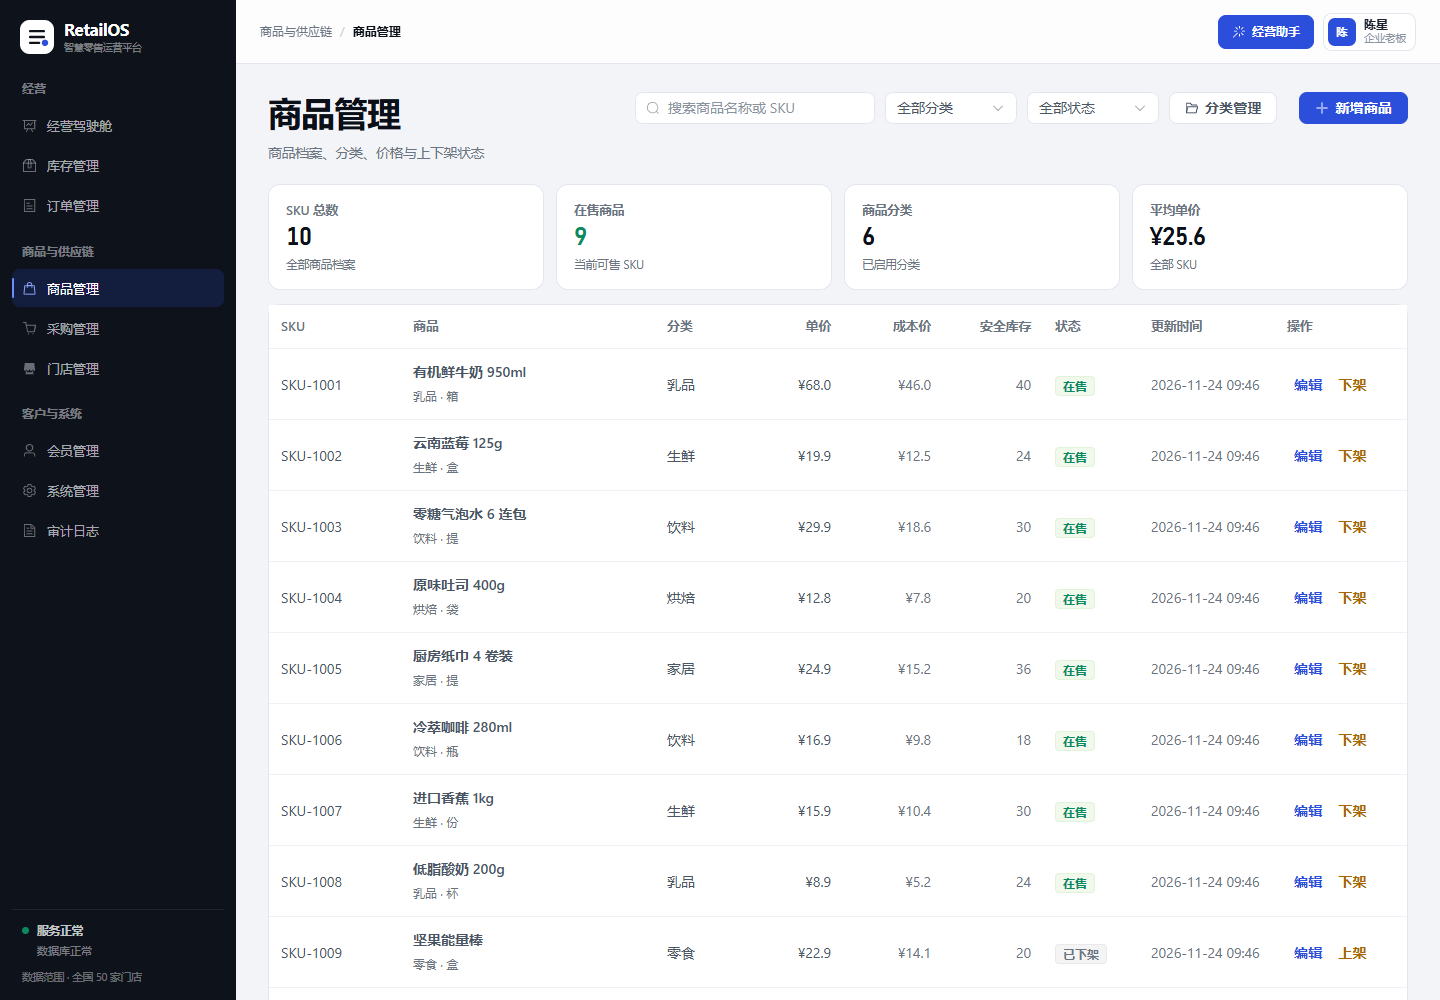 RetailOS
智慧零售运营平台
经营
经营驾驶舱
库存管理
订单管理
商品与供应链
商品管理
采购管理
门店管理
客户与系统
会员管理
系统管理
审计日志
服务正常
数据库正常
数据范围 · 全国 50 家门店
商品与供应链 / 商品管理
经营助手
陈
陈星
企业老板
商品管理
商品档案、分类、价格与上下架状态
搜索商品名称或 SKU
全部分类
全部状态
分类管理
新增商品
SKU 总数
10
全部商品档案
在售商品
9
当前可售 SKU
商品分类
6
已启用分类
平均单价
¥25.6
全部 SKU
SKU 商品 分类 单价 成本价 安全库存 状态 更新时间 操作
SKU-1001 有机鲜牛奶 950ml 乳品 ¥68.0 ¥46.0 40 在售 2026-11-24 09:46 编辑 下架
乳品 · 箱
SKU-1002 云南蓝莓 125g 生鲜 ¥19.9 ¥12.5 24 在售 2026-11-24 09:46 编辑 下架
生鲜 · 盒
SKU-1003 零糖气泡水 6 连包 饮料 ¥29.9 ¥18.6 30 在售 2026-11-24 09:46 编辑 下架
饮料 · 提
SKU-1004 原味吐司 400g 烘焙 ¥12.8 ¥7.8 20 在售 2026-11-24 09:46 编辑 下架
烘焙 · 袋
SKU-1005 厨房纸巾 4 卷装 家居 ¥24.9 ¥15.2 36 在售 2026-11-24 09:46 编辑 下架
家居 · 提
SKU-1006 冷萃咖啡 280ml 饮料 ¥16.9 ¥9.8 18 在售 2026-11-24 09:46 编辑 下架
饮料 · 瓶
SKU-1007 进口香蕉 1kg 生鲜 ¥15.9 ¥10.4 30 在售 2026-11-24 09:46 编辑 下架
生鲜 · 份
SKU-1008 低脂酸奶 200g 乳品 ¥8.9 ¥5.2 24 在售 2026-11-24 09:46 编辑 下架
乳品 · 杯
SKU-1009 坚果能量棒 零食 ¥22.9 ¥14.1 20 已下架 2026-11-24 09:46 编辑 上架
零食 · 盒